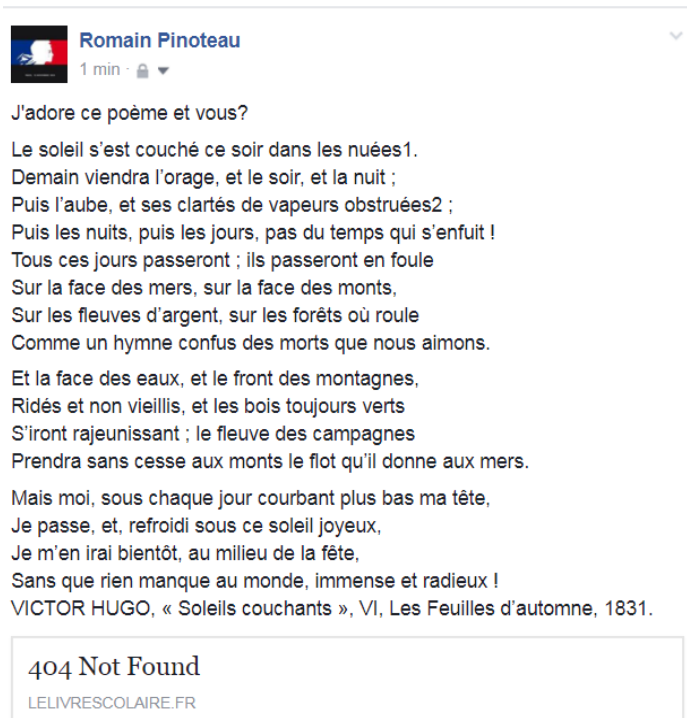 Romain Pinoteau
1 min ·
J'adore ce poème et vous?
Le soleil s’est couché ce soir dans les nuées1.
Demain viendra l’orage, et le soir, et la nuit ;
Puis l’aube, et ses clartés de vapeurs obstruées2 ;
Puis les nuits, puis les jours, pas du temps qui s’enfuit !
Tous ces jours passeront ; ils passeront en foule
Sur la face des mers, sur la face des monts,
Sur les fleuves d’argent, sur les forêts où roule
Comme un hymne confus des morts que nous aimons.
Et la face des eaux, et le front des montagnes,
Ridés et non vieillis, et les bois toujours verts
S’iront rajeunissant ; le fleuve des campagnes
Prendra sans cesse aux monts le flot qu’il donne aux mers.
Mais moi, sous chaque jour courbant plus bas ma tête,
Je passe, et, refroidi sous ce soleil joyeux,
Je m’en irai bientôt, au milieu de la fête,
Sans que rien manque au monde, immense et radieux !
VICTOR HUGO, « Soleils couchants », VI, Les Feuilles d’automne, 1831.
404 Not Found
LELIVRESCOLAIRE.FR